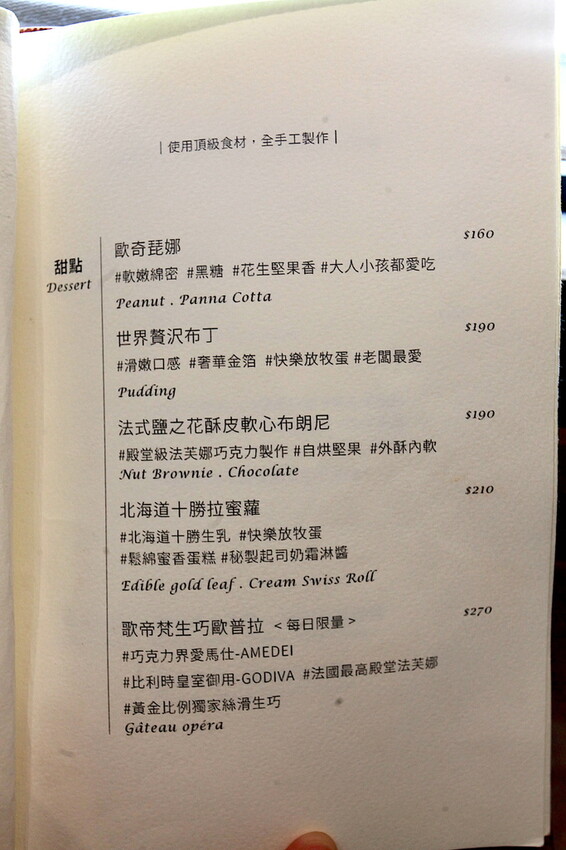 |使用頂級食材,全手工製作|
甜點
Dessert
歐奇琵娜 $160
#軟嫩綿密 #黑糖 #花生堅果香 #大人小孩都愛吃
Peanut . Panna Cotta
世界贅沢布丁 $190
#滑嫩口感 #奢華金箔 #快樂放牧蛋 #老闆最愛
Pudding
法式鹽之花酥皮軟心布朗尼 $190
#殿堂級法芙娜巧克力製作 #自烘堅果 #外酥內軟
Nut Brownie . Chocolate
北海道十勝拉蜜蘿 $210
#北海道十勝生乳 #快樂放牧蛋
#鬆綿蜜香蛋糕 #秘製起司奶霜淋醬
Edible gold leaf . Cream Swiss Roll
歌帝梵生巧歐普拉 <每日限量> $270
#巧克力界愛馬仕-AMEDEI
#比利時皇室御用-GODIVA #法國最高殿堂法芙娜
#黃金比例獨家絲滑生巧
Gâteau opéra